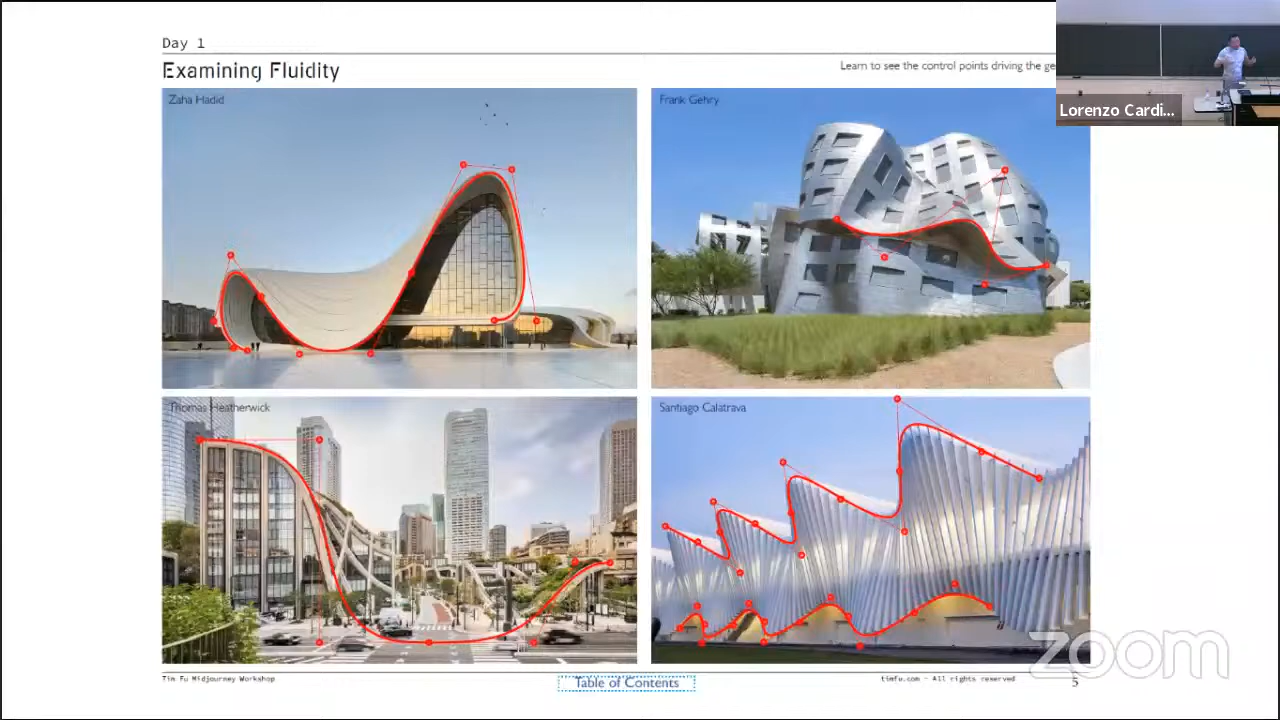 Day 1
Examining Fluidity
Learn to see the control points driving the
Lorenzo Cardi...
Zaha Hadid
Frank Gehry
Thomas Heatherwick
Santiago Calatrava
Tim Fu Midjourney Workshop
Table of Contents
timfu.com - All rights reserved
5
zoom